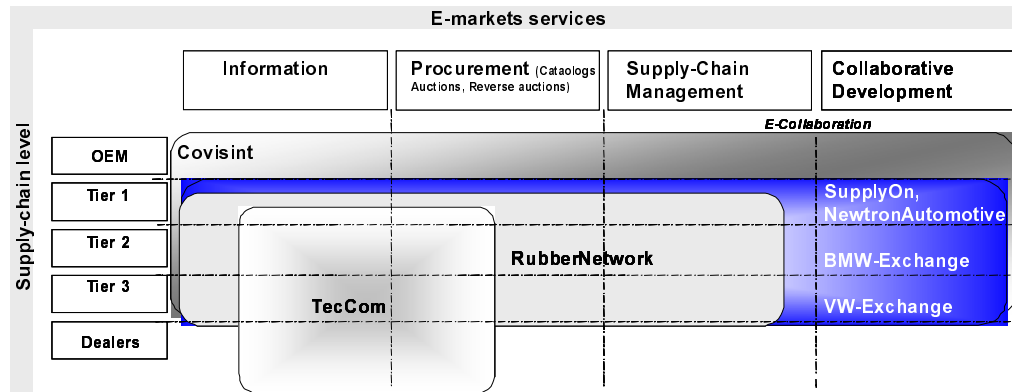 E-markets services
Information
Procurement (Cataologs
Auctions, Reverse auctions)
Supply-Chain
Management
Collaborative
Development
E-Collaboration
Supply-chain level
OEM
Covisint
Tier 1
SupplyOn,
NewtronAutomotive
Tier 2
RubberNetwork
BMW-Exchange
Tier 3
TecCom
VW-Exchange
Dealers